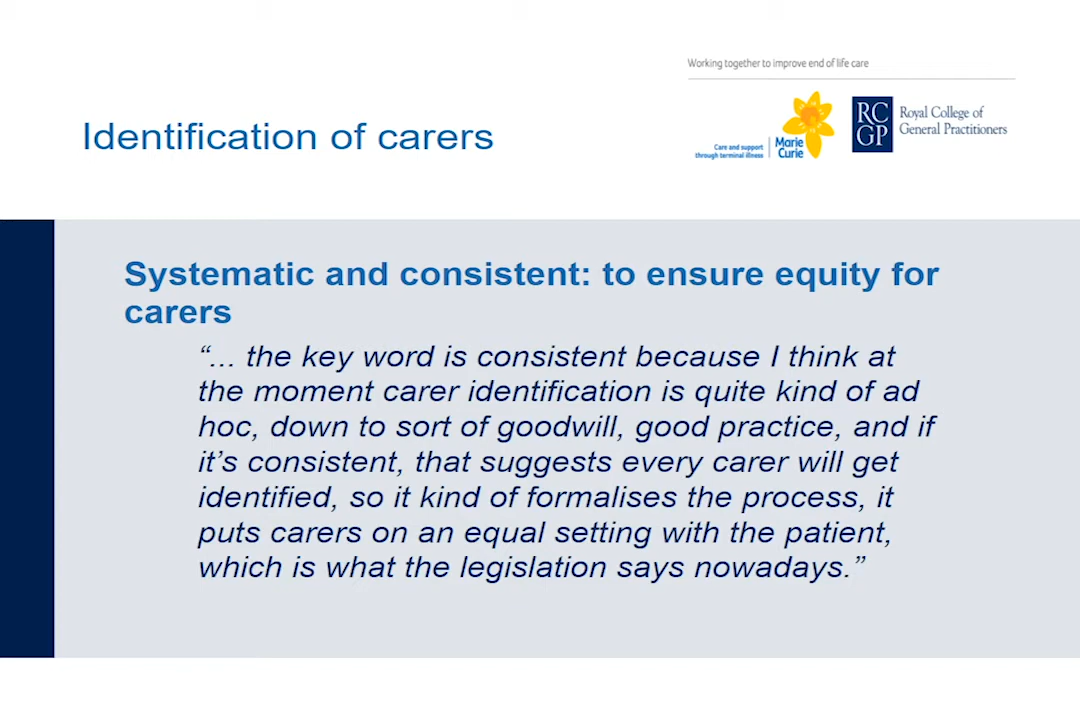 Working together to improve end of life care
Identification of carers
Care and support
through terminal illness
Marie
Curie
RC
GP
Royal College of
General Practitioners
Systematic and consistent: to ensure equity for
carers
“... the key word is consistent because I think at
the moment carer identification is quite kind of ad
hoc, down to sort of goodwill, good practice, and if
it’s consistent, that suggests every carer will get
identified, so it kind of formalises the process, it
puts carers on an equal setting with the patient,
which is what the legislation says nowadays.”